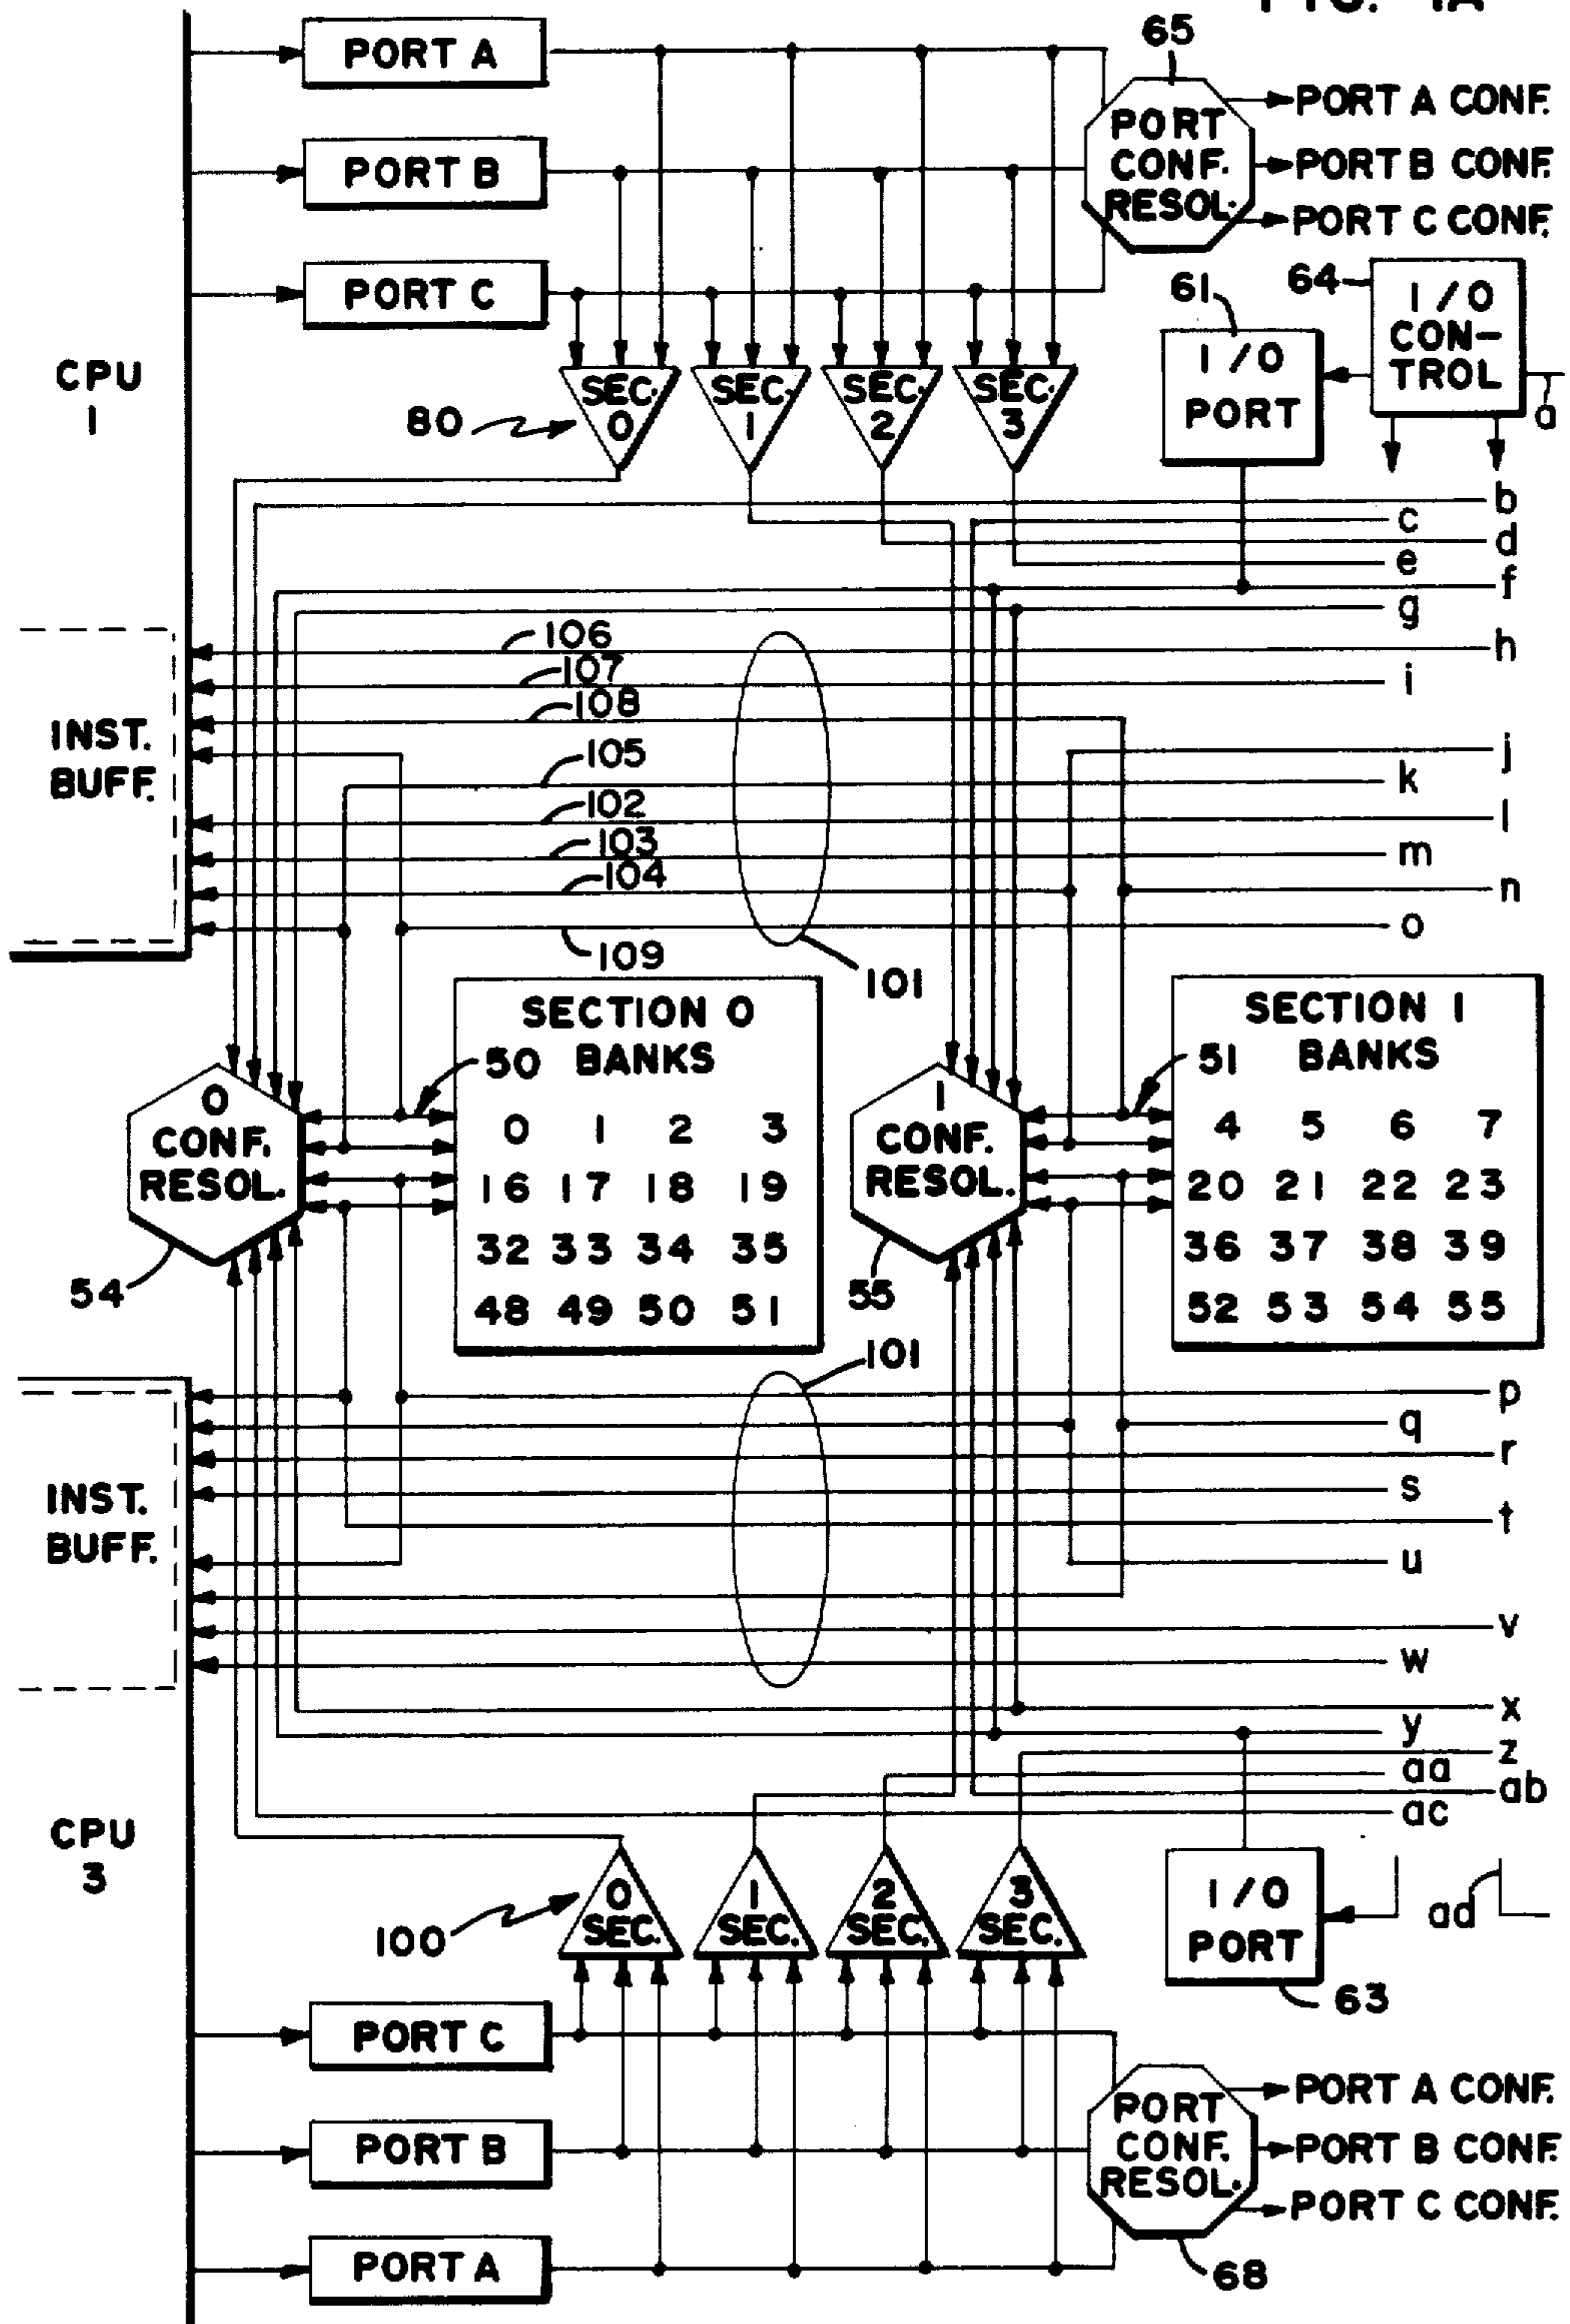 FIG. 4A
PORT A
65
PORT
CONF.
RESOL.
PORT A CONF.
PORT B CONF.
PORT C CONF.
PORT B
PORT C
CPU
1
61
I/O
PORT
64
I/O
CON-
TROL
a
80
SEC.
0
SEC.
1
SEC.
2
SEC.
3
b
c
d
e
f
g
106
h
107
i
108
INST.
BUFF.
105
j
k
102
l
103
m
104
n
o
109
101
SECTION 0
BANKS
50
0 1 2 3
16 17 18 19
32 33 34 35
48 49 50 51
SECTION 1
BANKS
51
4 5 6 7
20 21 22 23
36 37 38 39
52 53 54 55
0
CONF.
RESOL.
54
1
CONF.
RESOL.
55
101
p
q
r
s
t
u
INST.
BUFF.
v
w
x
y
z
aa
ab
ac
CPU
3
100
0
SEC.
1
SEC.
2
SEC.
3
SEC.
I/O
PORT
63
ad
PORT C
PORT B
PORT A
PORT
CONF.
RESOL.
68
PORT A CONF.
PORT B CONF.
PORT C CONF.